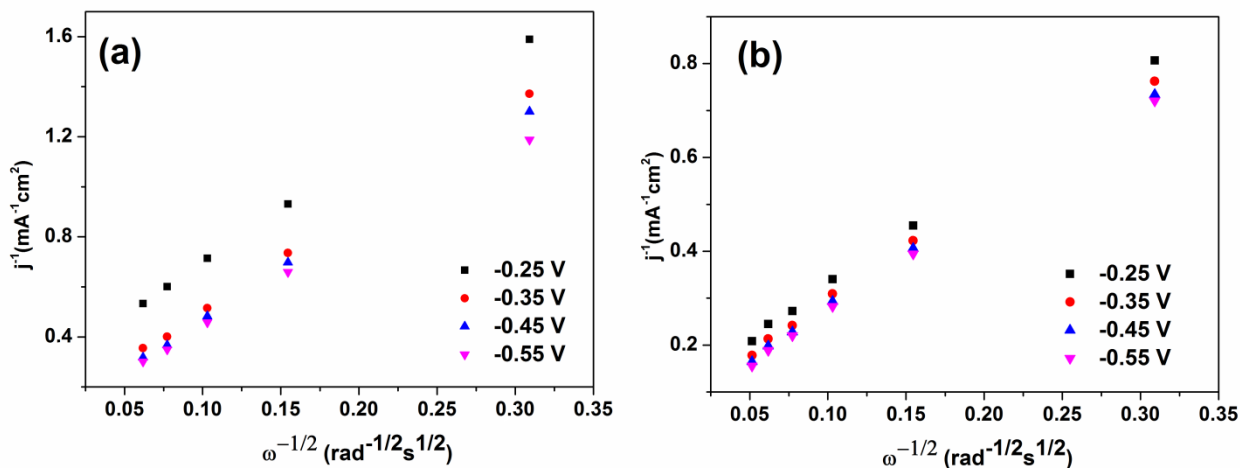 (a)
j⁻¹(mA⁻¹cm²)
1.6
1.2
0.8
0.4
-0.25 V
-0.35 V
-0.45 V
-0.55 V
0.05 0.10 0.15 0.20 0.25 0.30 0.35
ω⁻¹/² (rad⁻¹/²s¹/²)
(b)
j⁻¹(mA⁻¹cm²)
0.8
0.6
0.4
0.2
-0.25 V
-0.35 V
-0.45 V
-0.55 V
0.05 0.10 0.15 0.20 0.25 0.30 0.35
ω⁻¹/² (rad⁻¹/²s¹/²)